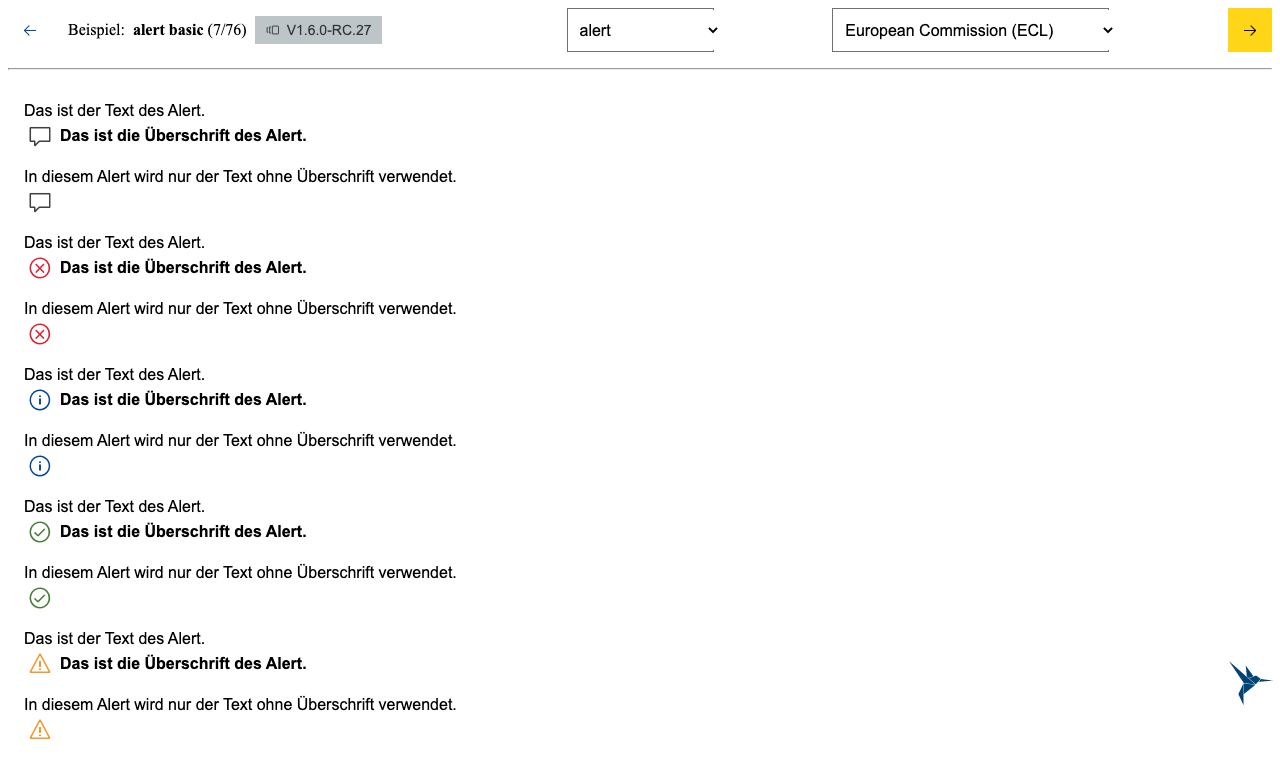 Beispiel: alert basic (7/76) V1.6.0-RC.27 alert European Commission (ECL)
Das ist der Text des Alert.
Das ist die Überschrift des Alert.
In diesem Alert wird nur der Text ohne Überschrift verwendet.
Das ist der Text des Alert.
Das ist die Überschrift des Alert.
In diesem Alert wird nur der Text ohne Überschrift verwendet.
Das ist der Text des Alert.
Das ist die Überschrift des Alert.
In diesem Alert wird nur der Text ohne Überschrift verwendet.
Das ist der Text des Alert.
Das ist die Überschrift des Alert.
In diesem Alert wird nur der Text ohne Überschrift verwendet.
Das ist der Text des Alert.
Das ist die Überschrift des Alert.
In diesem Alert wird nur der Text ohne Überschrift verwendet.